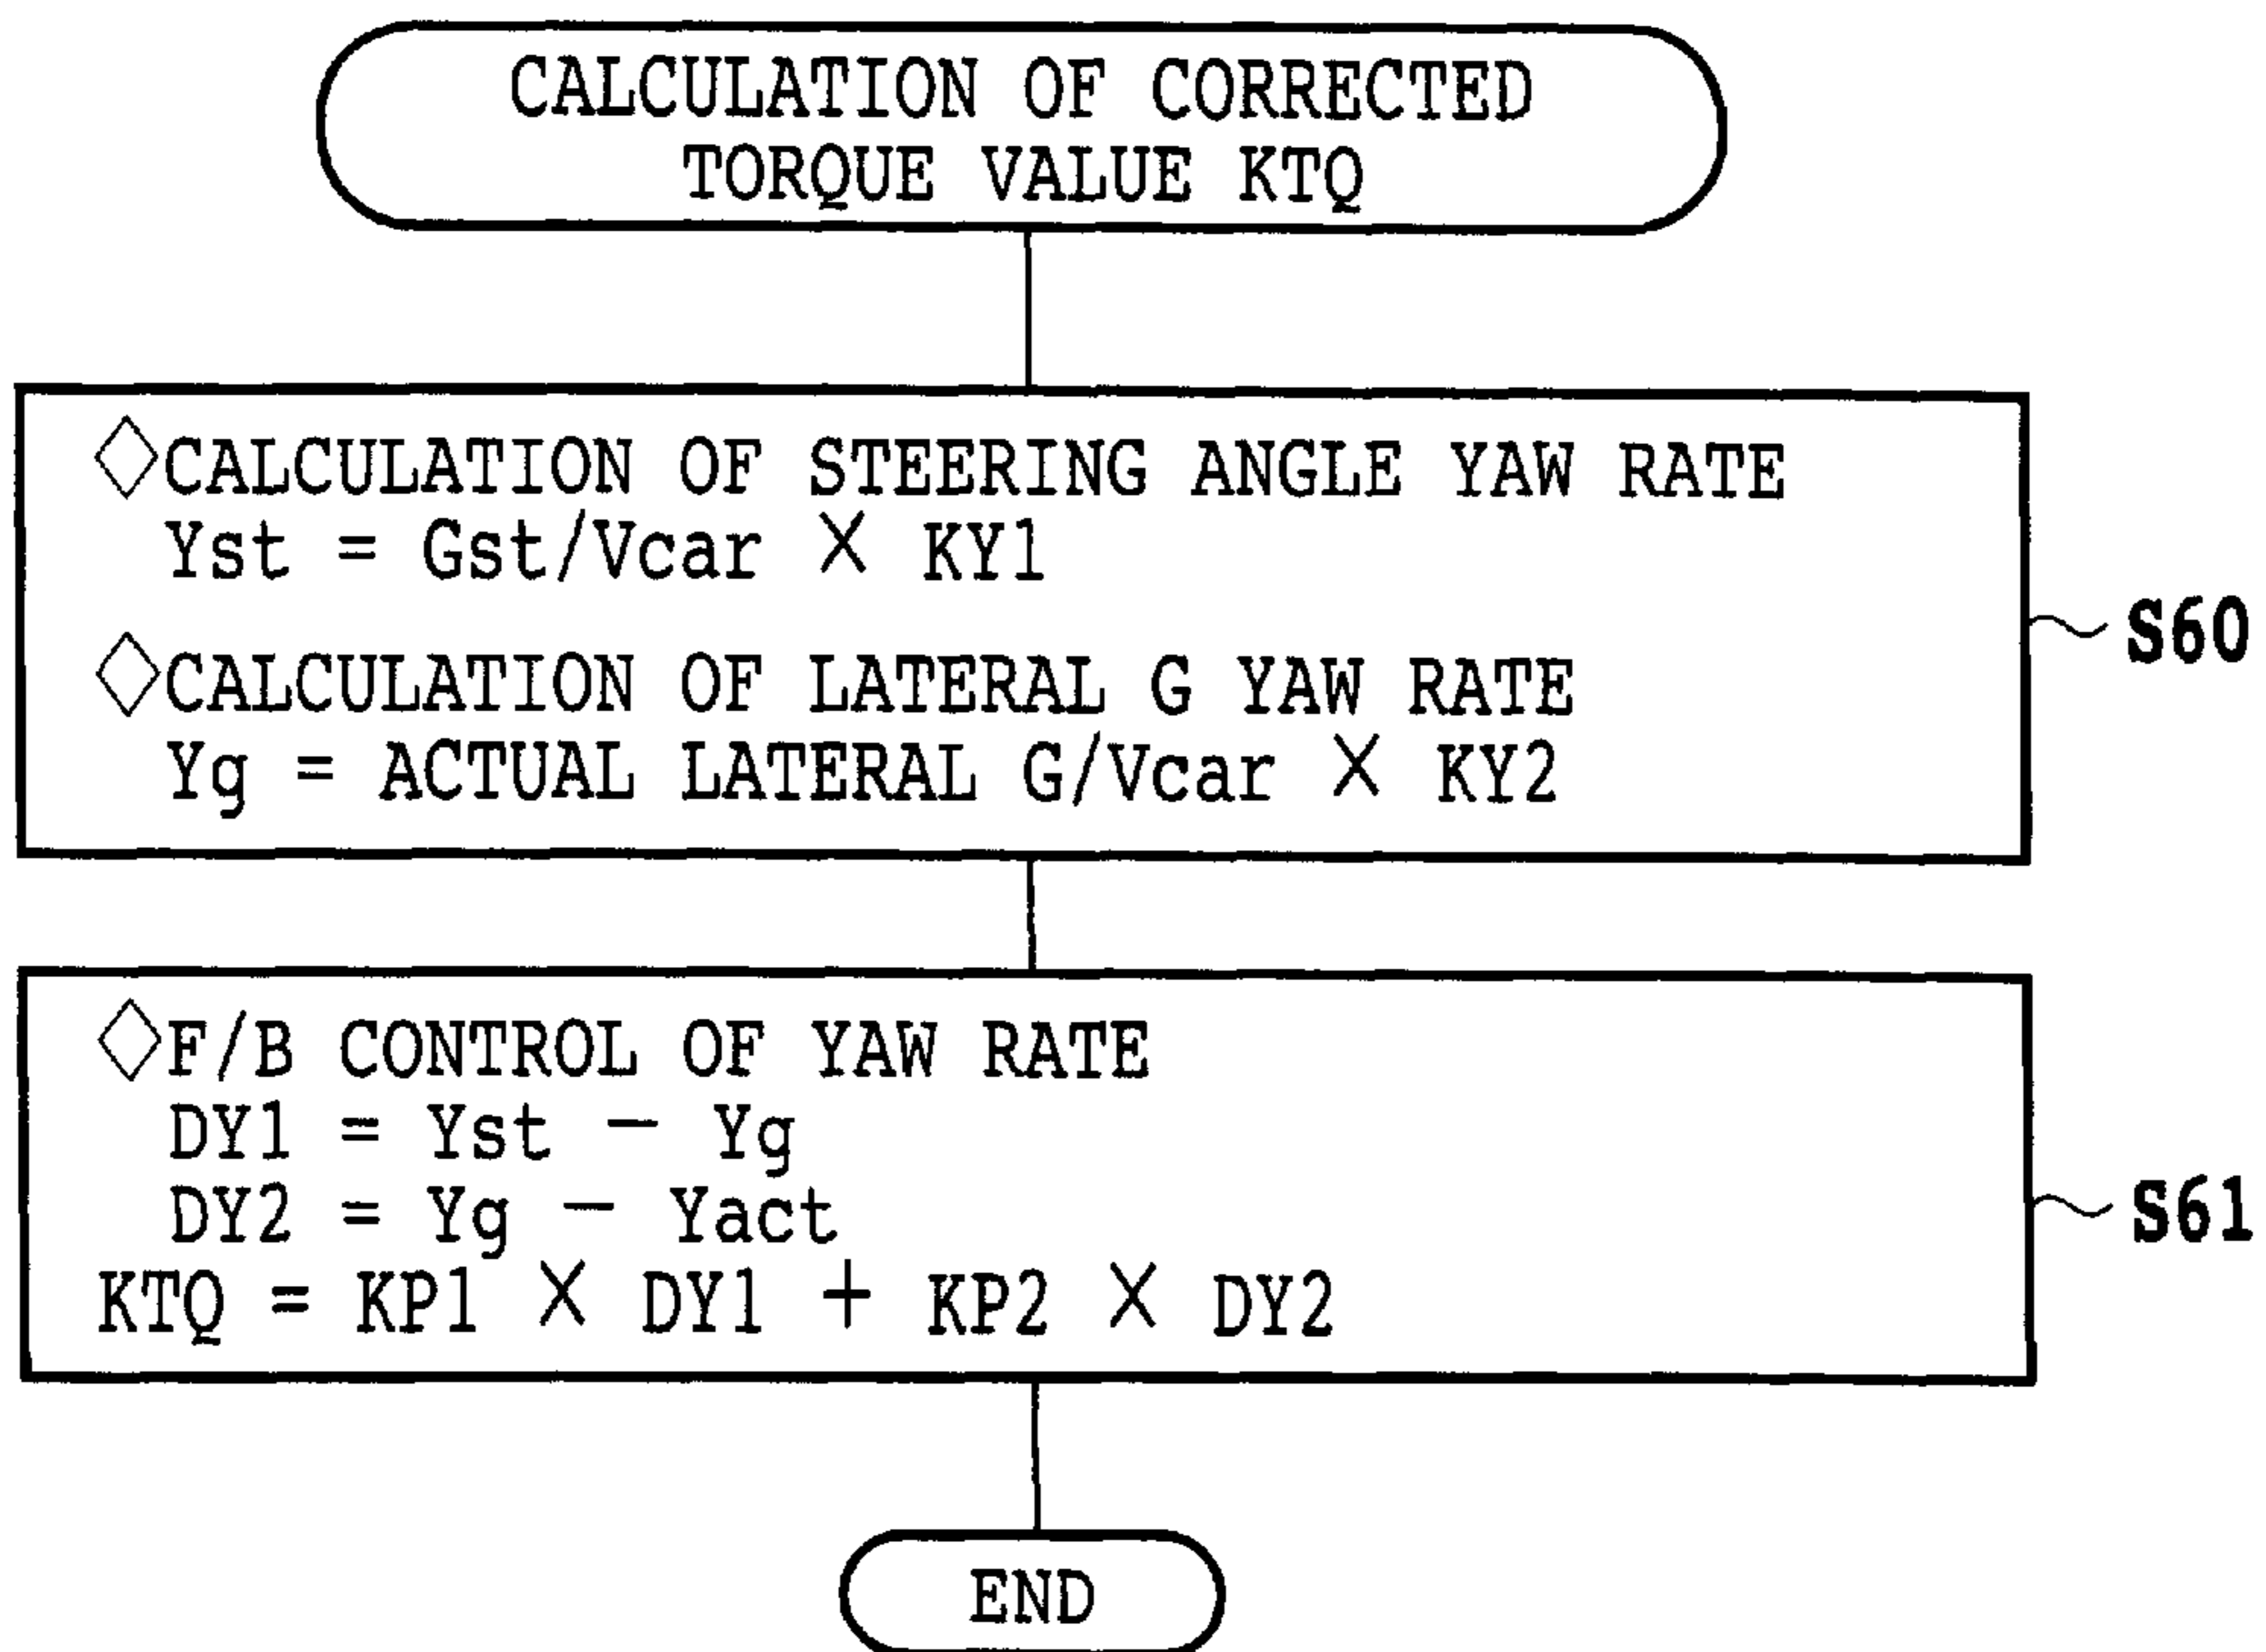 CALCULATION OF CORRECTED
TORQUE VALUE KTQ
◇CALCULATION OF STEERING ANGLE YAW RATE
Yst = Gst/Vcar × KY1
◇CALCULATION OF LATERAL G YAW RATE
Yg = ACTUAL LATERAL G/Vcar × KY2
S60
◇F/B CONTROL OF YAW RATE
DY1 = Yst − Yg
DY2 = Yg − Yact
KTQ = KP1 × DY1 + KP2 × DY2
S61
END